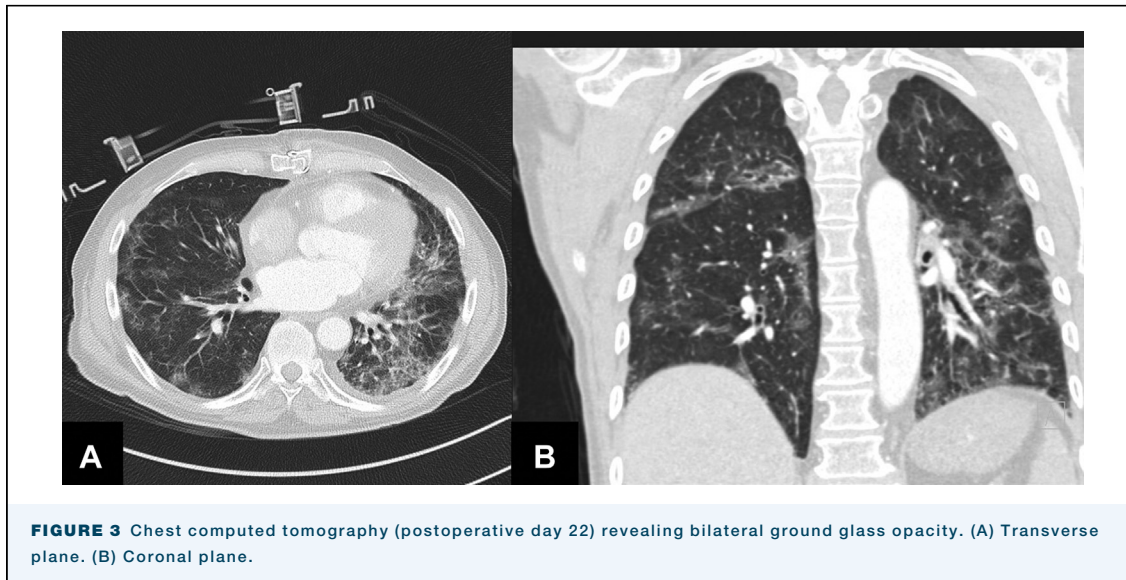 A
B
FIGURE 3 Chest computed tomography (postoperative day 22) revealing bilateral ground glass opacity. (A) Transverse
plane. (B) Coronal plane.